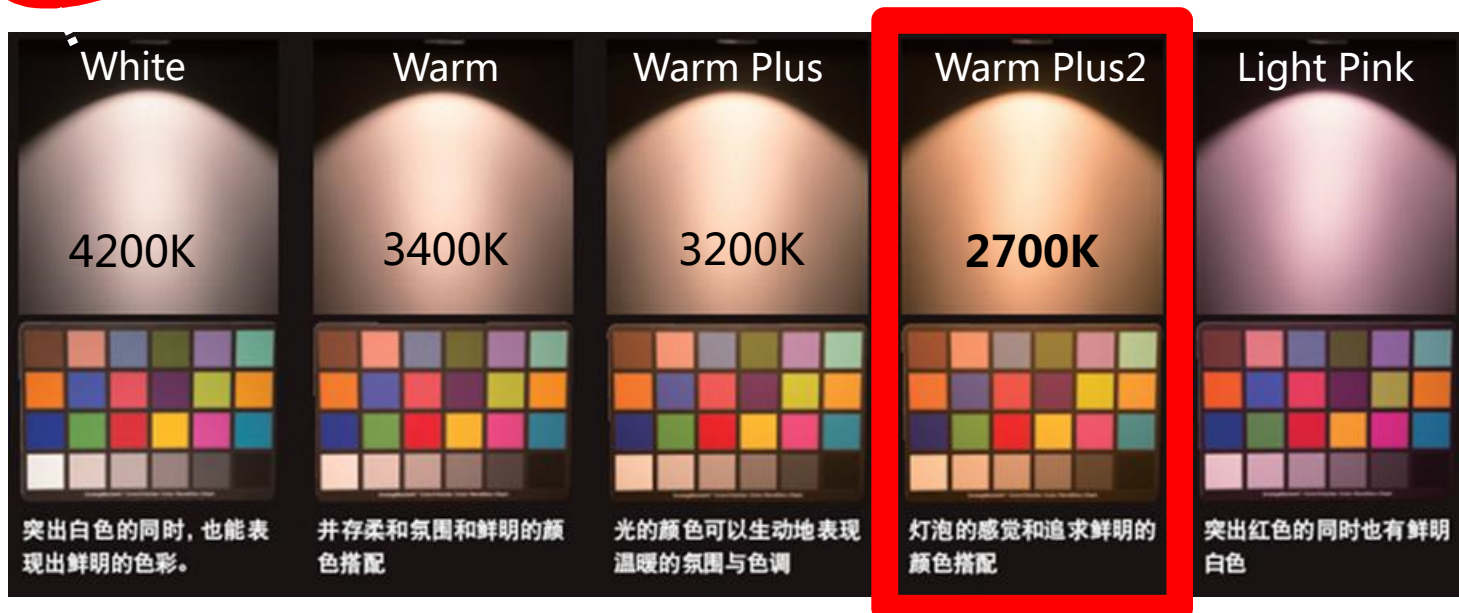 White
Warm
Warm Plus
Warm Plus2
Light Pink
4200K
3400K
3200K
2700K
突出白色的同时, 也能表
现出鲜明的色彩。
并存柔和氛围和鲜明的颜
色搭配
光的颜色可以生动地表现
温暖的氛围与色调
灯泡的感觉和追求鲜明的
颜色搭配
突出红色的同时也有鲜明
白色